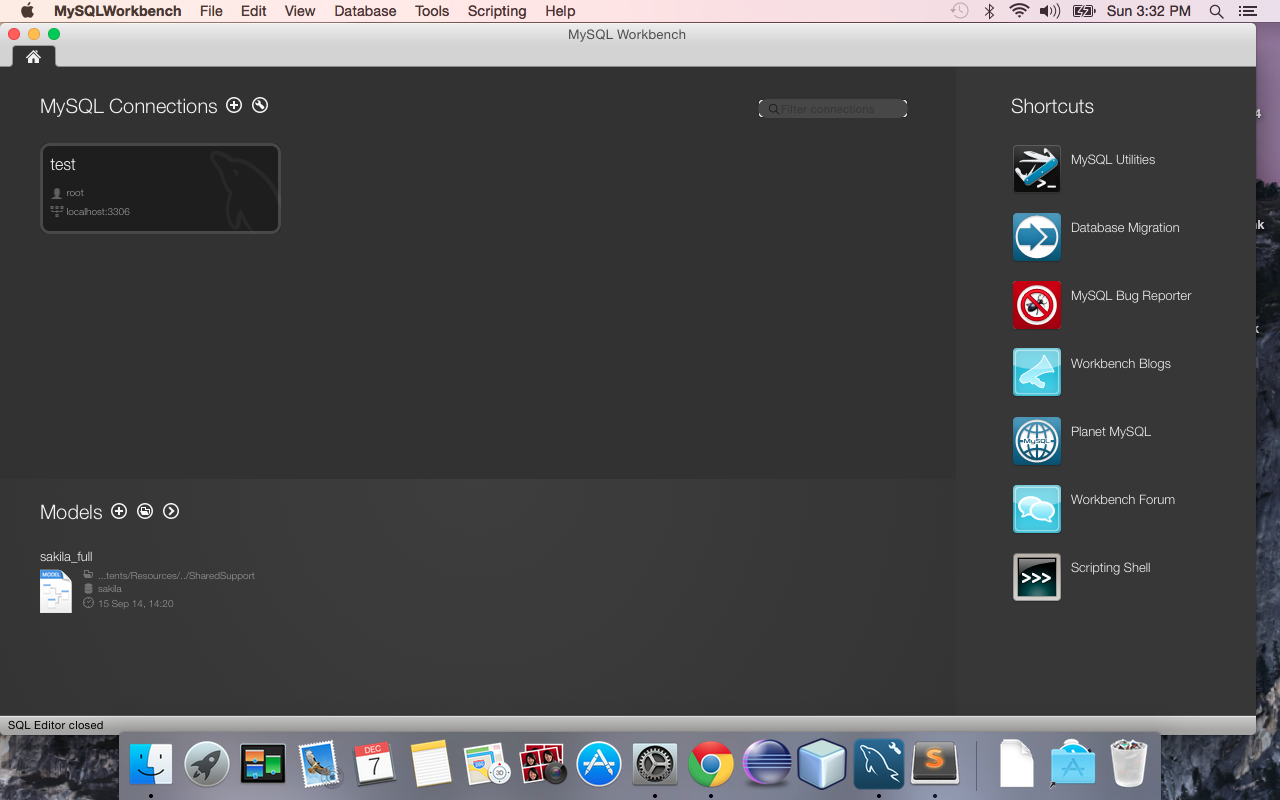 MySQLWorkbench File Edit View Database Tools Scripting Help Sun 3:32 PM
MySQL Workbench
MySQL Connections
Filter connections
test
root
localhost:3306
Shortcuts
MySQL Utilities
Database Migration
MySQL Bug Reporter
Workbench Blogs
Planet MySQL
Workbench Forum
Scripting Shell
Models
sakila_full
MODEL
...tents/Resources/../SharedSupport
sakila
15 Sep 14, 14:20
SQL Editor closed
4
k
k
DEC
7
3D
S